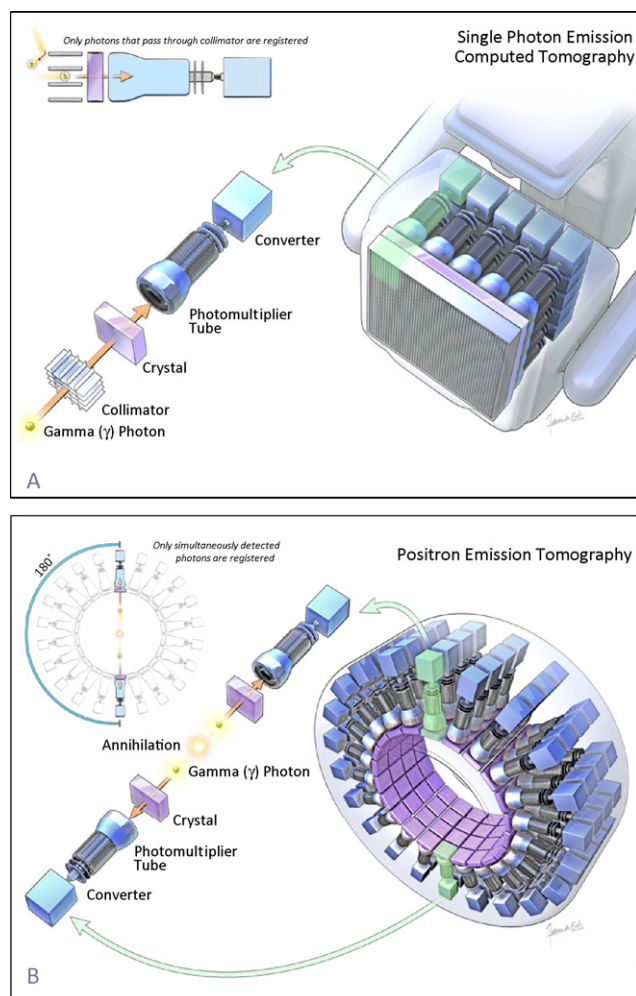 Only photons that pass through collimator are registered
Single Photon Emission
Computed Tomography
Converter
Photomultiplier
Tube
Crystal
Collimator
Gamma (γ) Photon
A
Only simultaneously detected
photons are registered
Positron Emission Tomography
180°
Annihilation
Gamma (γ) Photon
Crystal
Photomultiplier
Tube
Converter
B